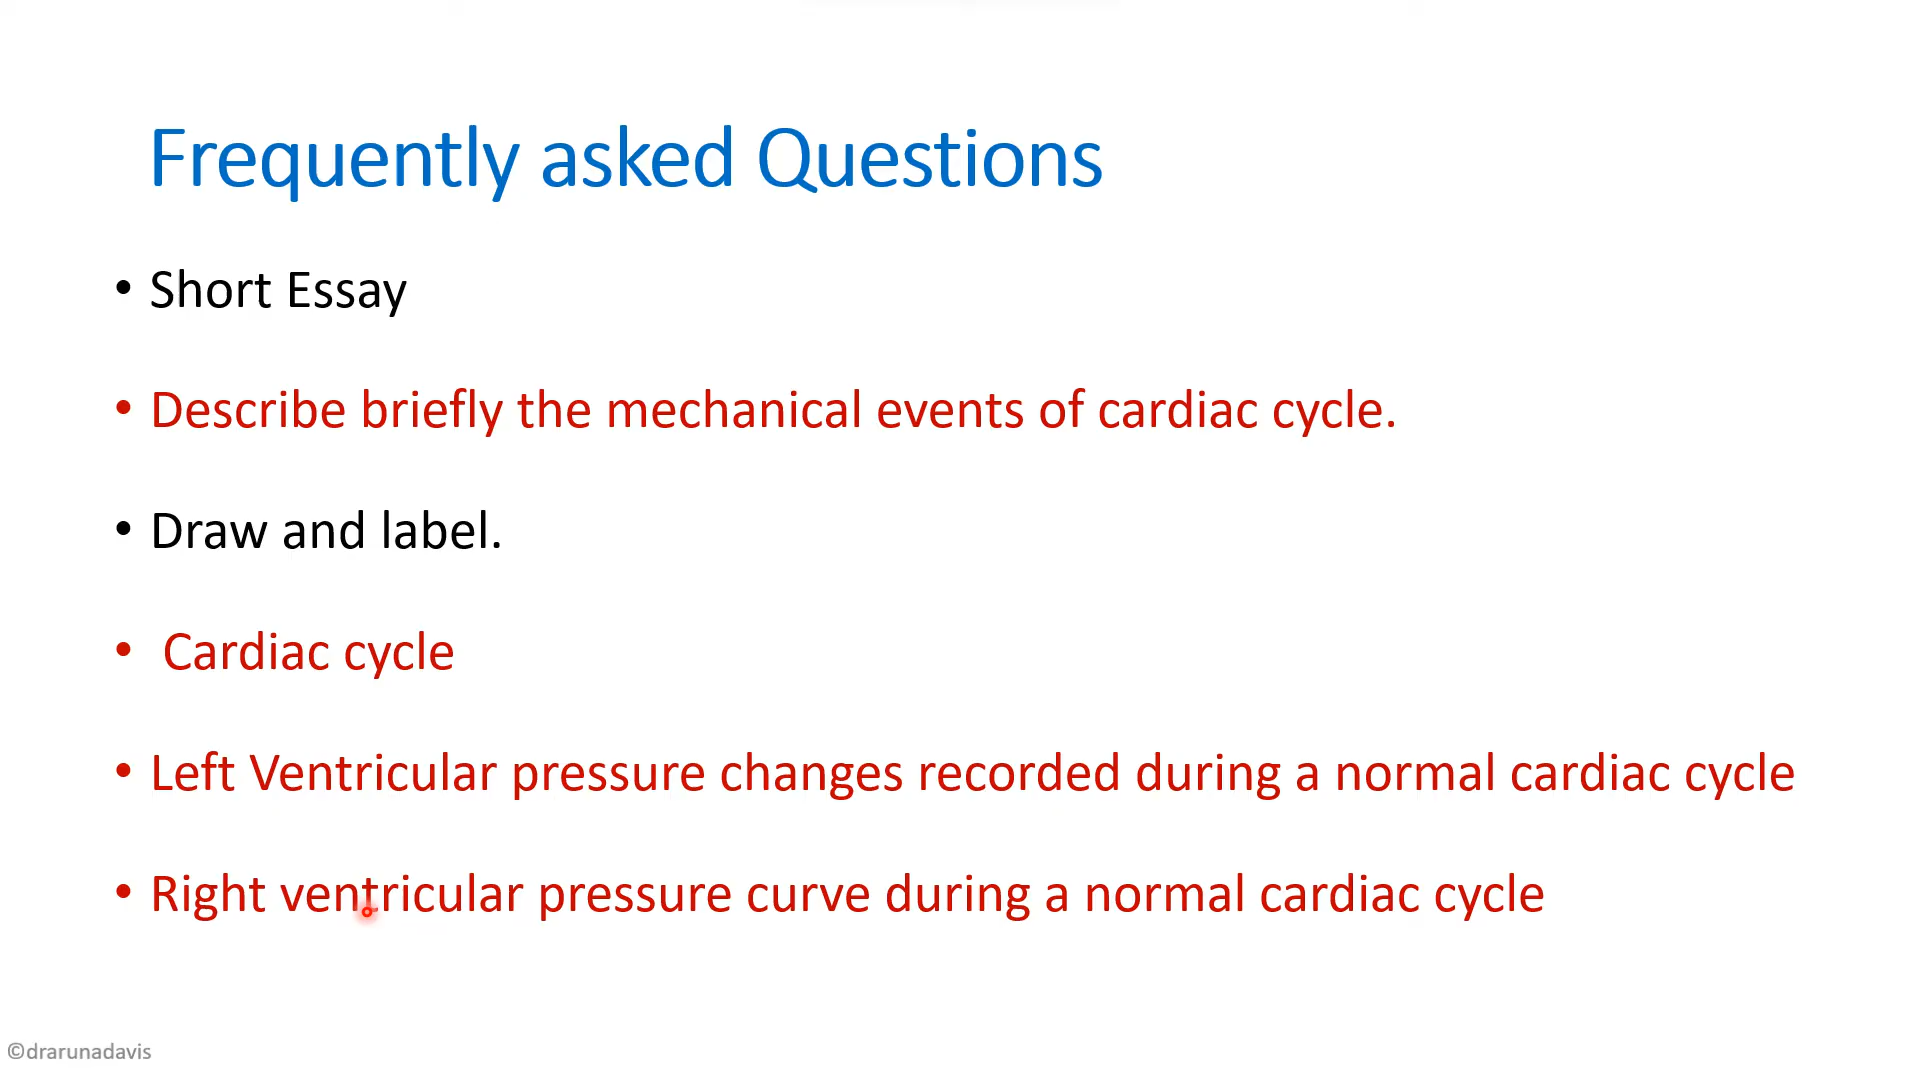 Frequently asked Questions
• Short Essay
• Describe briefly the mechanical events of cardiac cycle.
• Draw and label.
• Cardiac cycle
• Left Ventricular pressure changes recorded during a normal cardiac cycle
• Right ventricular pressure curve during a normal cardiac cycle
©drarunadavis